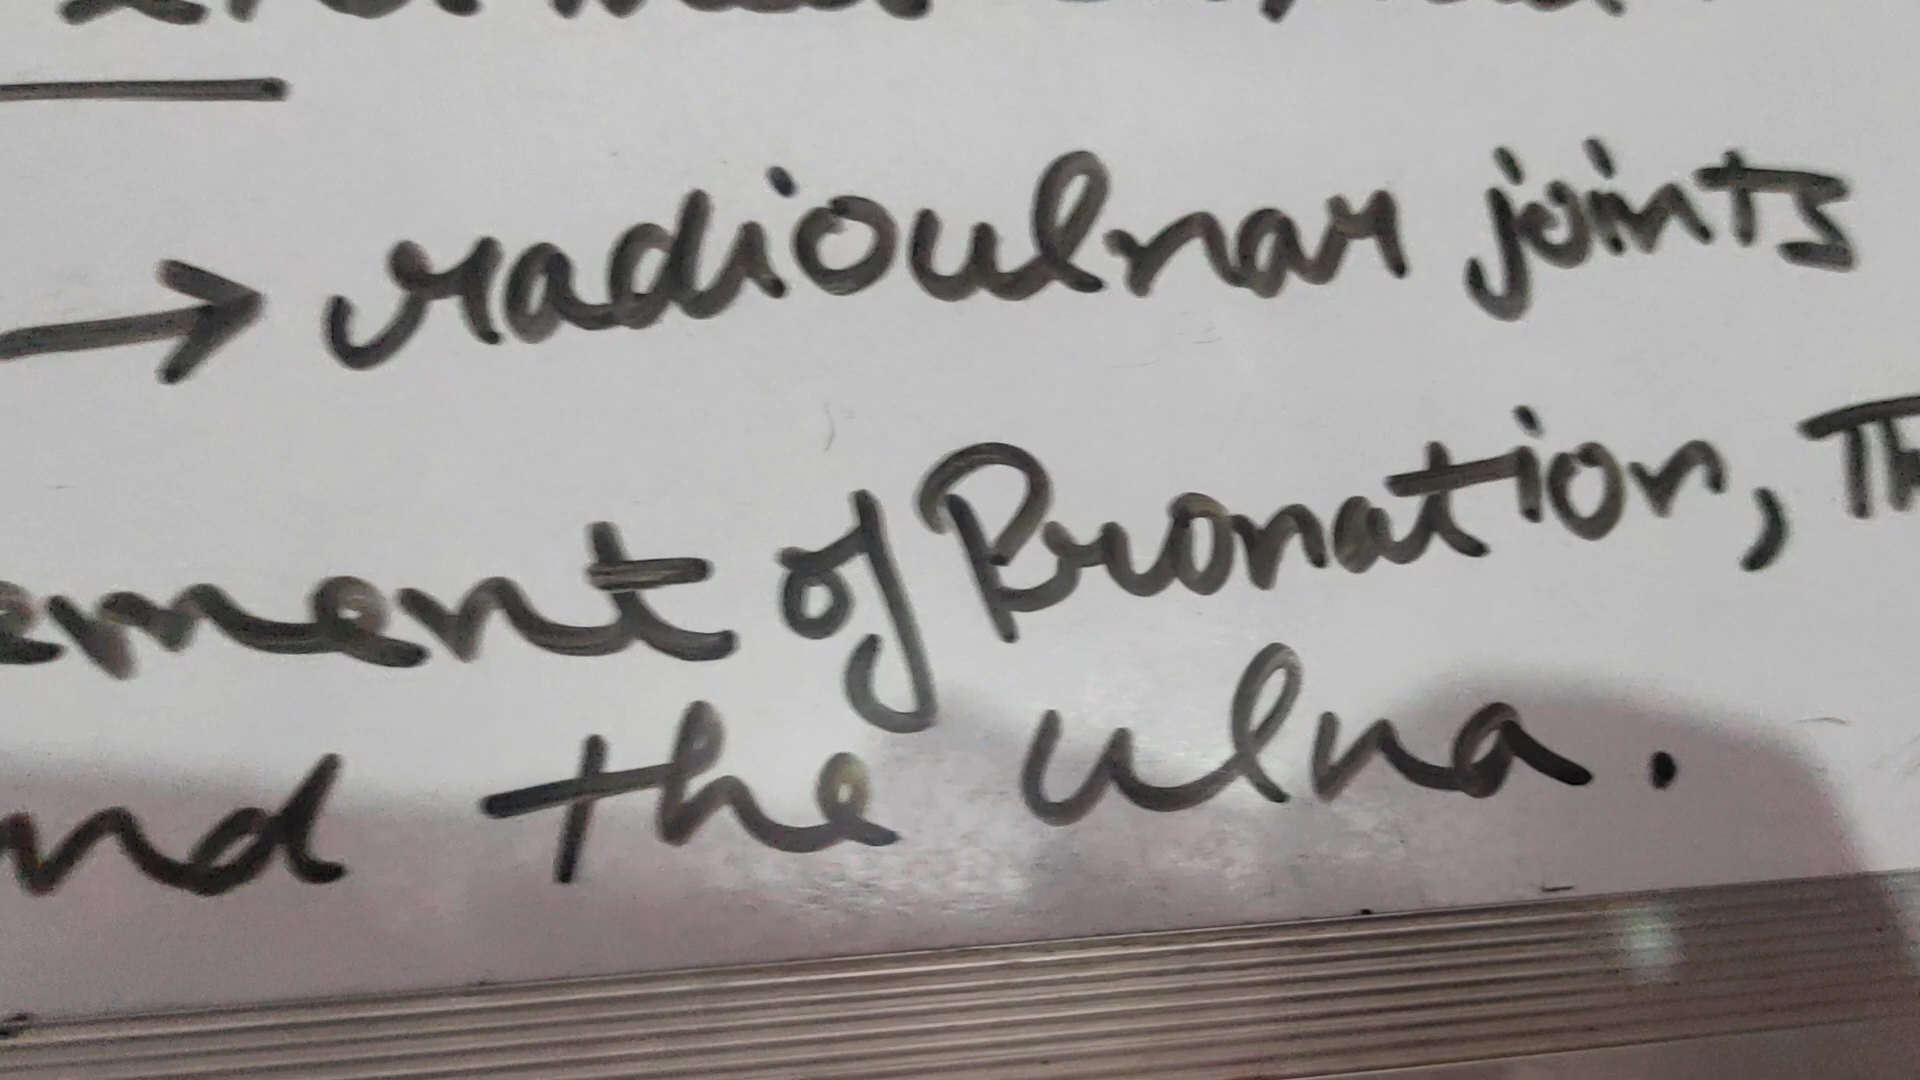 → radioulnar joints
ement of Pronation, Th
nd the ulna.